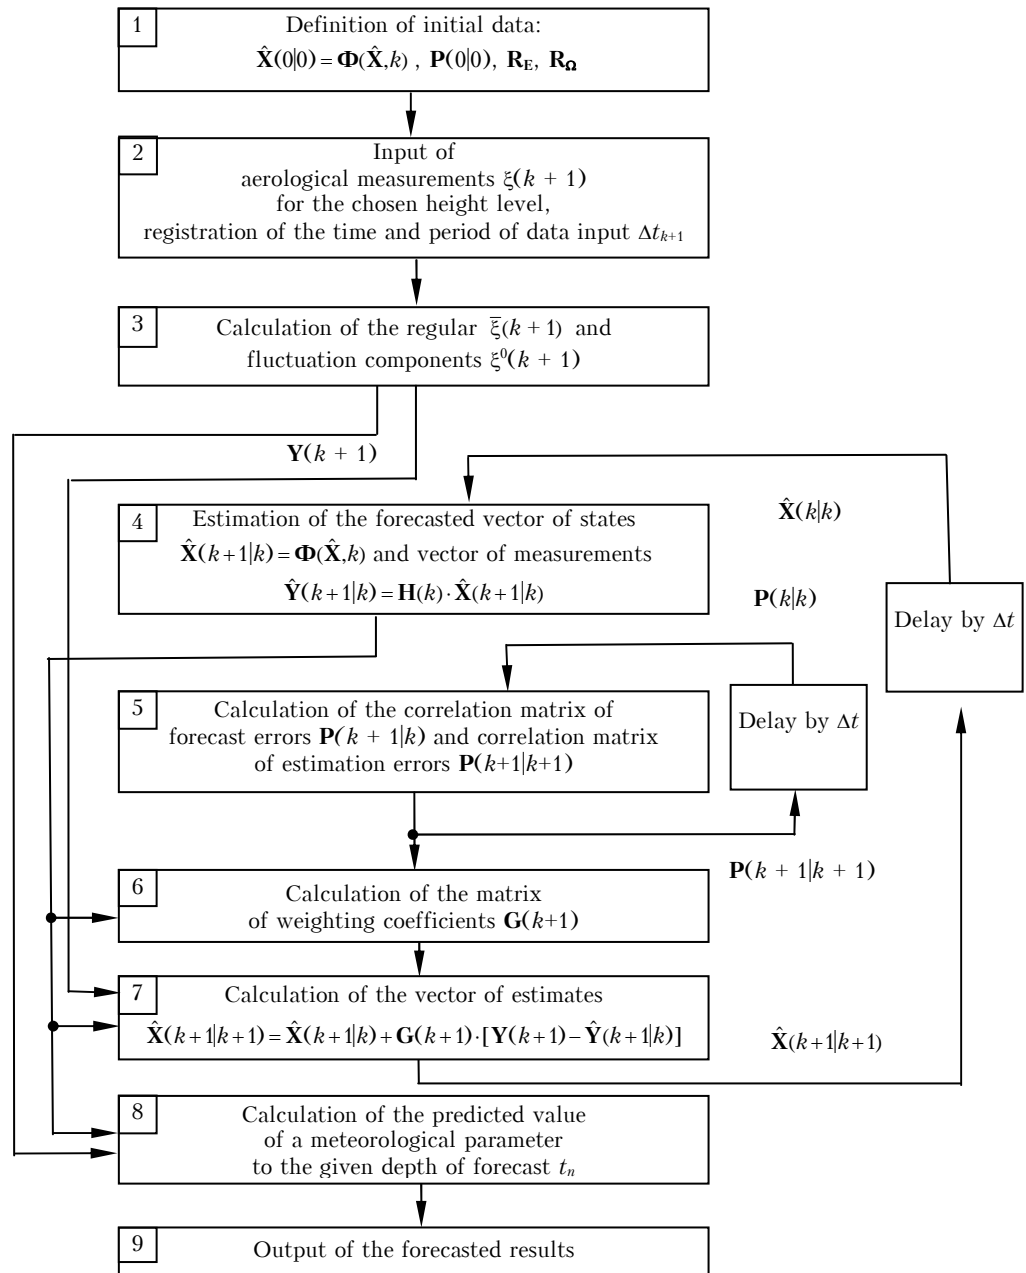 1
Definition of initial data:
X̂(0|0) = Φ(X̂,k) , P(0|0), R_E, R_Ω
2
Input of
aerological measurements ξ(k + 1)
for the chosen height level,
registration of the time and period of data input Δt_{k+1}
3
Calculation of the regular ξ̅(k + 1) and
fluctuation components ξ⁰(k + 1)
Y(k + 1)
4
Estimation of the forecasted vector of states
X̂(k+1|k) = Φ(X̂,k) and vector of measurements
Ŷ(k+1|k) = H(k) · X̂(k+1|k)
X̂(k|k)
P(k|k)
Delay by Δt
5
Calculation of the correlation matrix of
forecast errors P(k + 1|k) and correlation matrix
of estimation errors P(k+1|k+1)
Delay by Δt
P(k + 1|k + 1)
6
Calculation of the matrix
of weighting coefficients G(k+1)
7
Calculation of the vector of estimates
X̂(k+1|k+1) = X̂(k+1|k) + G(k+1)·[Y(k+1) − Ŷ(k+1|k)]
X̂(k+1|k+1)
8
Calculation of the predicted value
of a meteorological parameter
to the given depth of forecast t_n
9
Output of the forecasted results